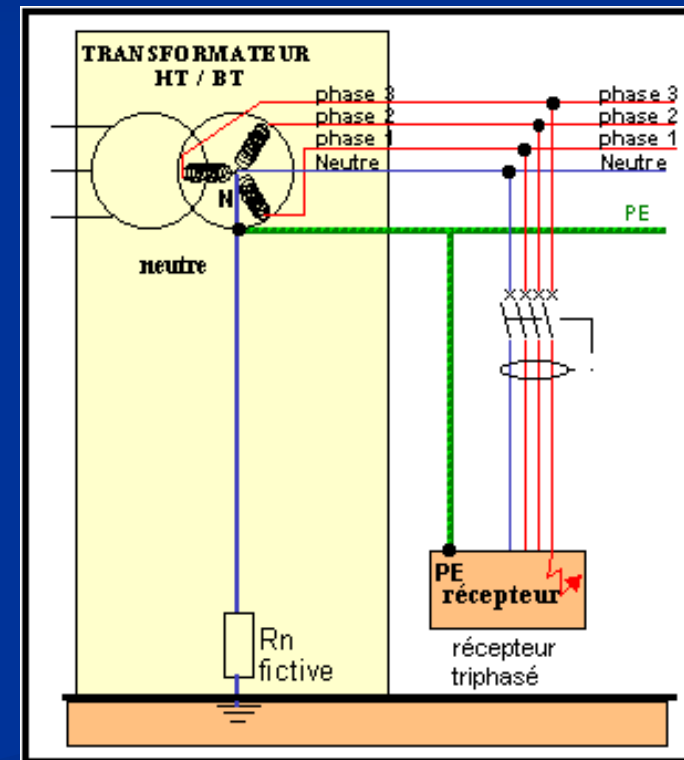 TRANSFORMATEUR
HT / BT
phase 3
phase 2
phase 1
Neutre
phase 3
phase 2
phase 1
Neutre
N
PE
neutre
PE
récepteur
Rn
fictive
récepteur
triphasé